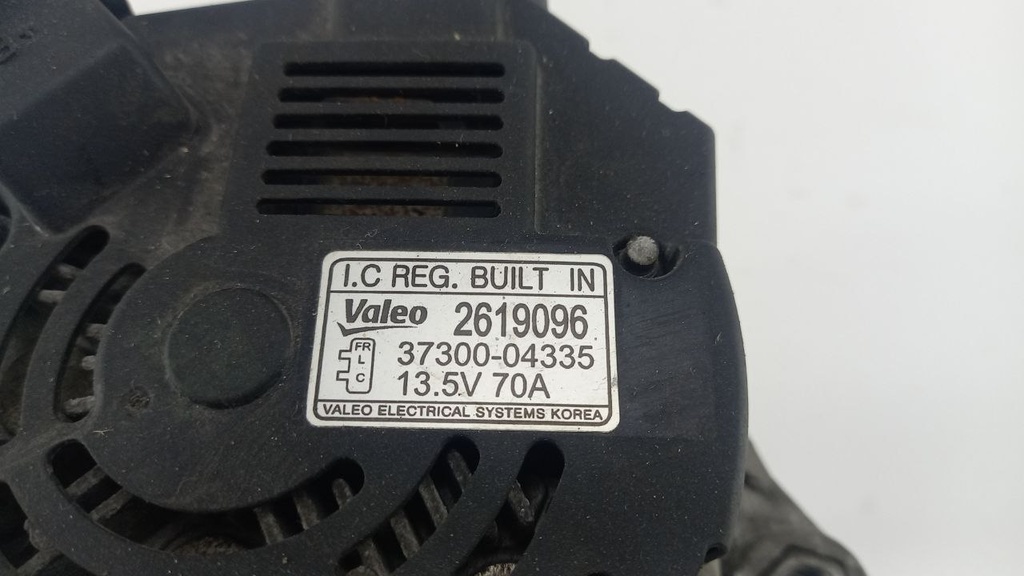 I.C REG. BUILT IN
Valeo 2619096
FR
L
C
37300-04335
13.5V 70A
VALEO ELECTRICAL SYSTEMS KOREA